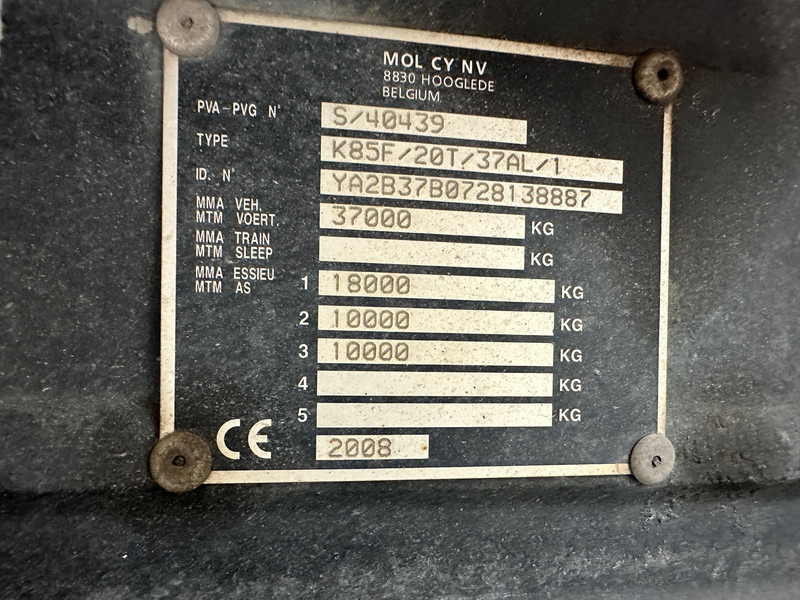 MOL CY NV
8830 HOOGLEDE
BELGIUM
PVA-PVG N° S/40439
TYPE K85F/20T/37AL/1
ID. N° YA2B37B0728138887
MMA VEH.
MTM VOERT. 37000 KG
MMA TRAIN
MTM SLEEP KG
MMA ESSIEU
MTM AS 1 18000 KG
2 10000 KG
3 10000 KG
4 KG
5 KG
CE 2008